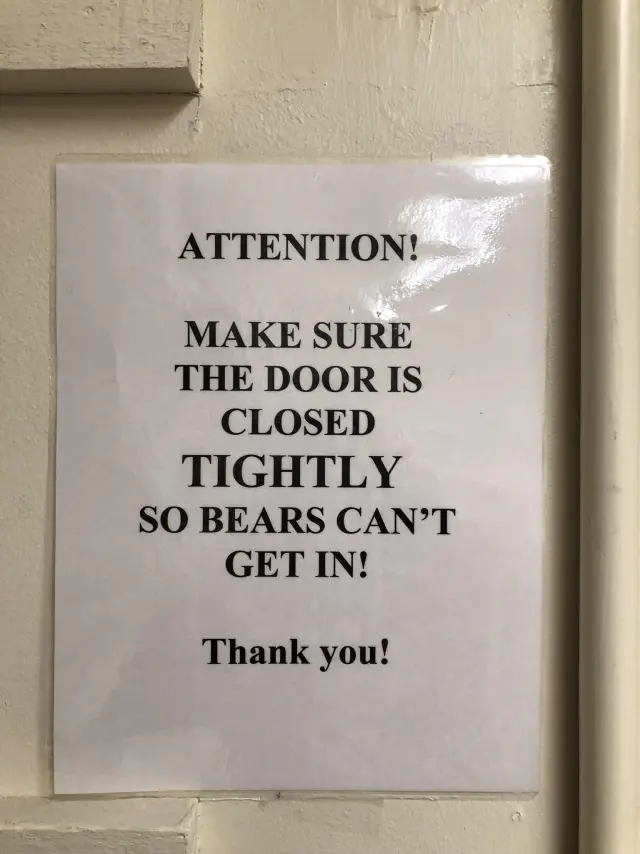 ATTENTION!
MAKE SURE
THE DOOR IS
CLOSED
TIGHTLY
SO BEARS CAN’T
GET IN!
Thank you!